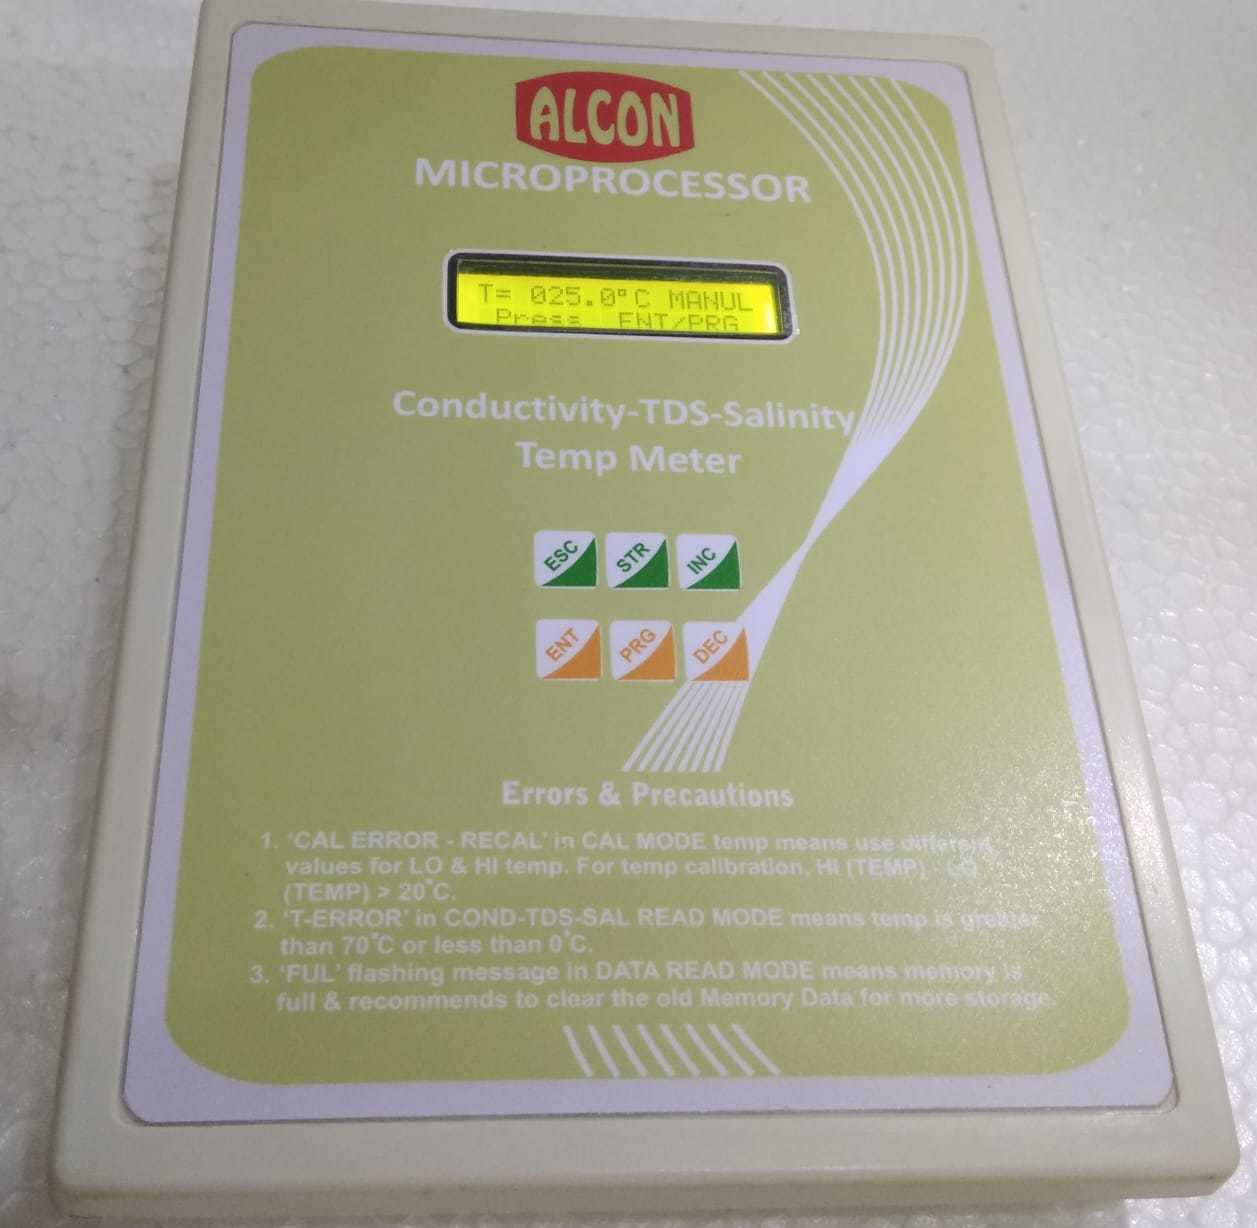 ALCON
MICROPROCESSOR
T= 025.0°C MANUL
Press ENT/PRG
Conductivity-TDS-Salinity
Temp Meter
ESC STR INC
ENT PRG DEC
Errors & Precautions
1. ‘CAL ERROR - RECAL’ in CAL MODE temp means use different
values for LO & HI temp. For temp calibration, HI (TEMP) - LO
(TEMP) > 20°C.
2. ‘T-ERROR’ in COND-TDS-SAL READ MODE means temp is greater
than 70°C or less than 0°C.
3. ‘FUL’ flashing message in DATA READ MODE means memory is
full & recommends to clear the old Memory Data for more storage.